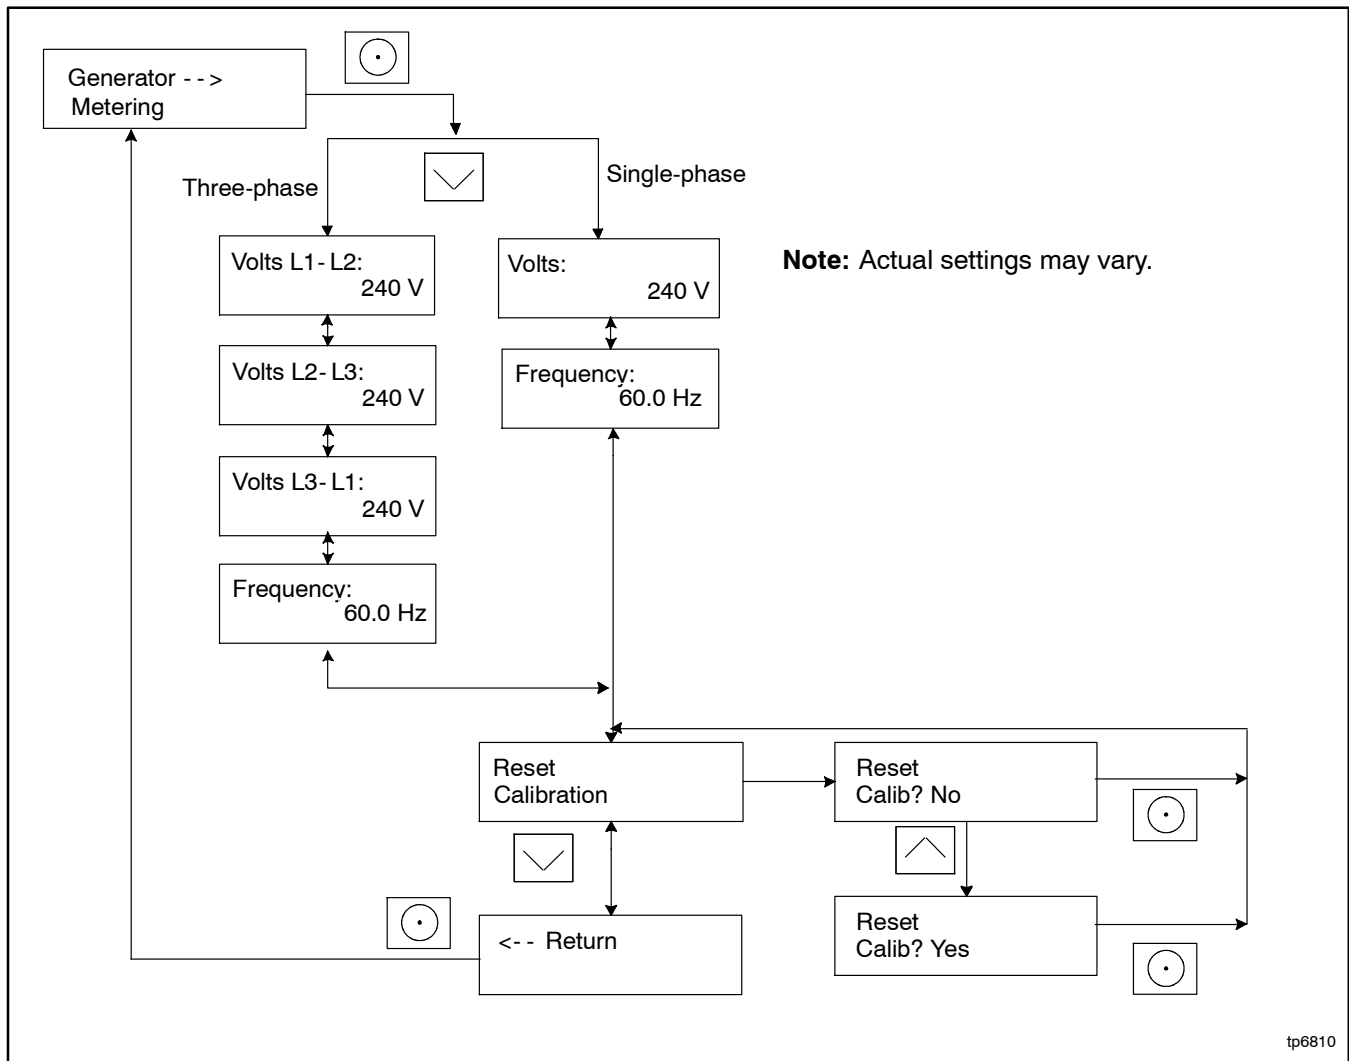 Generator - - >
Metering
Three-phase
Single-phase
Volts L1- L2:
240 V
Volts:
240 V
Note: Actual settings may vary.
Volts L2- L3:
240 V
Frequency:
60.0 Hz
Volts L3- L1:
240 V
Frequency:
60.0 Hz
Reset
Calibration
Reset
Calib? No
<- - Return
Reset
Calib? Yes
tp6810